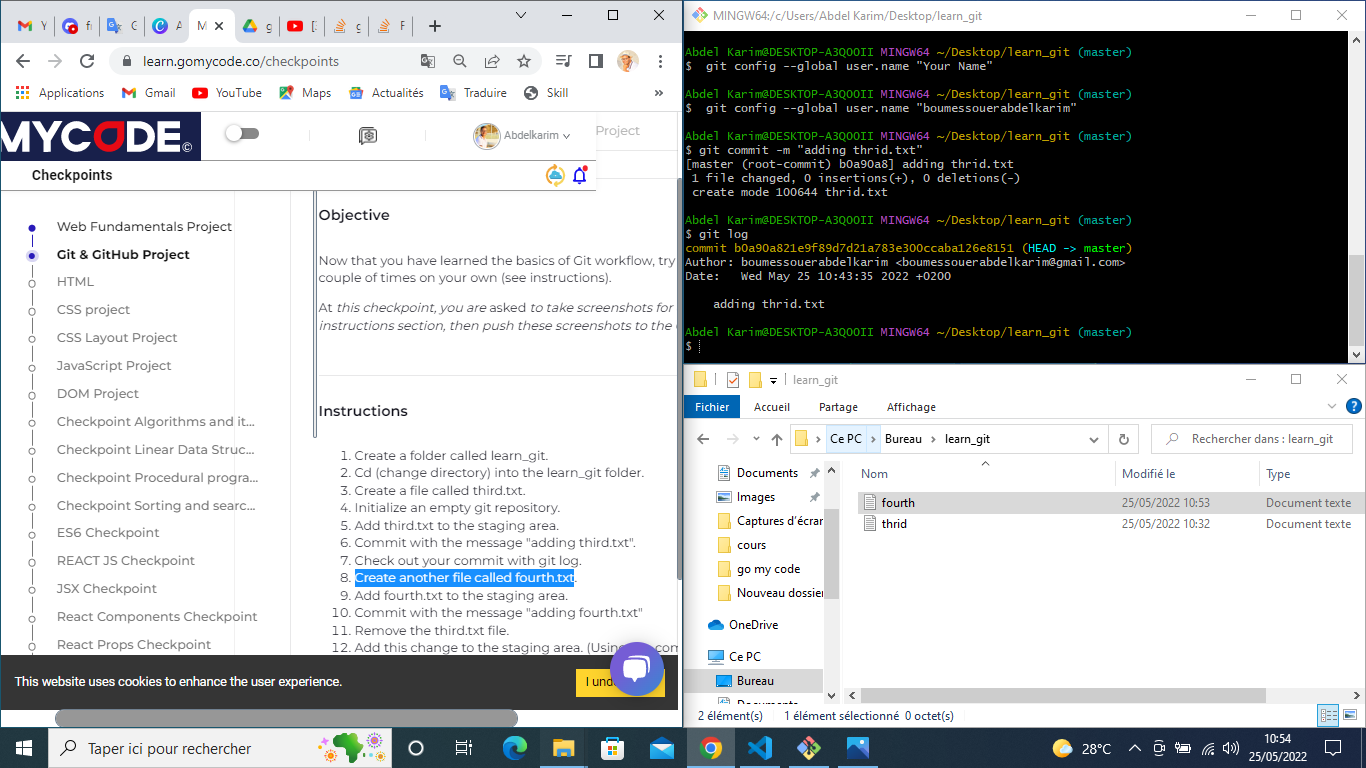 Y
fr
G
A
M
g
[
g
F
learn.gomycode.co/checkpoints
Applications
Gmail
YouTube
Maps
Actualités
Traduire
Skill
»
MYCODE©
Abdelkarim
Project
Checkpoints
Web Fundamentals Project
Git & GitHub Project
HTML
CSS project
CSS Layout Project
JavaScript Project
DOM Project
Checkpoint Algorithms and it...
Checkpoint Linear Data Struc...
Checkpoint Procedural progra...
Checkpoint Sorting and searc...
ES6 Checkpoint
REACT JS Checkpoint
JSX Checkpoint
React Components Checkpoint
React Props Checkpoint
Objective
Now that you have learned the basics of Git workflow, try
couple of times on your own (see instructions).
At this checkpoint, you are asked to take screenshots for
instructions section, then push these screenshots to the
Instructions
1. Create a folder called learn_git.
2. Cd (change directory) into the learn_git folder.
3. Create a file called third.txt.
4. Initialize an empty git repository.
5. Add third.txt to the staging area.
6. Commit with the message "adding third.txt".
7. Check out your commit with git log.
8. Create another file called fourth.txt.
9. Add fourth.txt to the staging area.
10. Commit with the message "adding fourth.txt"
11. Remove the third.txt file.
12. Add this change to the staging area. (Using com
This website uses cookies to enhance the user experience.
I und
MINGW64:/c/Users/Abdel Karim/Desktop/learn_git
Abdel Karim@DESKTOP-A3QOOII MINGW64 ~/Desktop/learn_git (master)
$  git config --global user.name "Your Name"
Abdel Karim@DESKTOP-A3QOOII MINGW64 ~/Desktop/learn_git (master)
$  git config --global user.name "boumessouerabdelkarim"
Abdel Karim@DESKTOP-A3QOOII MINGW64 ~/Desktop/learn_git (master)
$ git commit -m "adding thrid.txt"
[master (root-commit) b0a90a8] adding thrid.txt
 1 file changed, 0 insertions(+), 0 deletions(-)
 create mode 100644 thrid.txt
Abdel Karim@DESKTOP-A3QOOII MINGW64 ~/Desktop/learn_git (master)
$ git log
commit b0a90a821e9f89d7d21a783e300ccaba126e8151 (HEAD -> master)
Author: boumessouerabdelkarim <boumessouerabdelkarim@gmail.com>
Date:   Wed May 25 10:43:35 2022 +0200
    adding thrid.txt
Abdel Karim@DESKTOP-A3QOOII MINGW64 ~/Desktop/learn_git (master)
$
learn_git
Fichier
Accueil
Partage
Affichage
Ce PC
Bureau
learn_git
Rechercher dans : learn_git
Documents
Images
Captures d'écran
cours
go my code
Nouveau dossier
OneDrive
Ce PC
Bureau
Documents
Nom
Modifié le
Type
fourth
25/05/2022 10:53
Document texte
thrid
25/05/2022 10:32
Document texte
2 élément(s)
1 élément sélectionné 0 octet(s)
Taper ici pour rechercher
28°C
10:54
25/05/2022